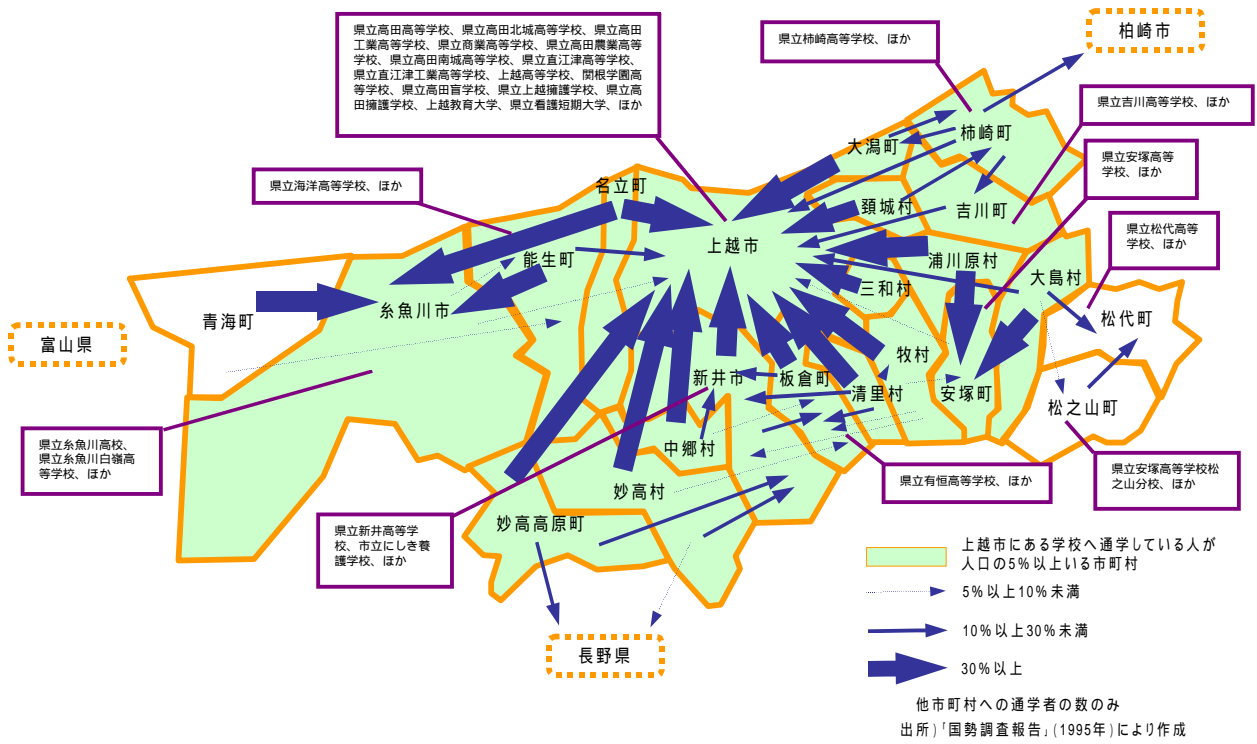 県立高田高等学校、県立高田北城高等学校、県立高田
工業高等学校、県立商業高等学校、県立高田農業高等
学校、県立高田南城高等学校、県立直江津高等学校、
県立直江津工業高等学校、上越高等学校、関根学園高
等学校、県立高田盲学校、県立上越擁護学校、県立高
田擁護学校、上越教育大学、県立看護短期大学、ほか
県立柿崎高等学校、ほか
柏崎市
県立吉川高等学校、ほか
県立安塚高等
学校、ほか
県立海洋高等学校、ほか
県立松代高等
学校、ほか
柿崎町
大潟町
名立町
頚城村
吉川町
上越市
能生町
浦川原村
大島村
三和村
糸魚川市
青海町
松代町
富山県
牧村
新井市
板倉町
清里村
安塚町
松之山町
中郷村
妙高村
妙高高原町
県立糸魚川高校、
県立糸魚川白嶺高
等学校、ほか
県立有恒高等学校、ほか
県立安塚高等学校松
之山分校、ほか
県立新井高等学
校、市立にしき養
護学校、ほか
長野県
上越市にある学校へ通学している人が
人口の5%以上いる市町村
5%以上10%未満
10%以上30%未満
30%以上
他市町村への通学者の数のみ
出所)「国勢調査報告」(1995年)により作成